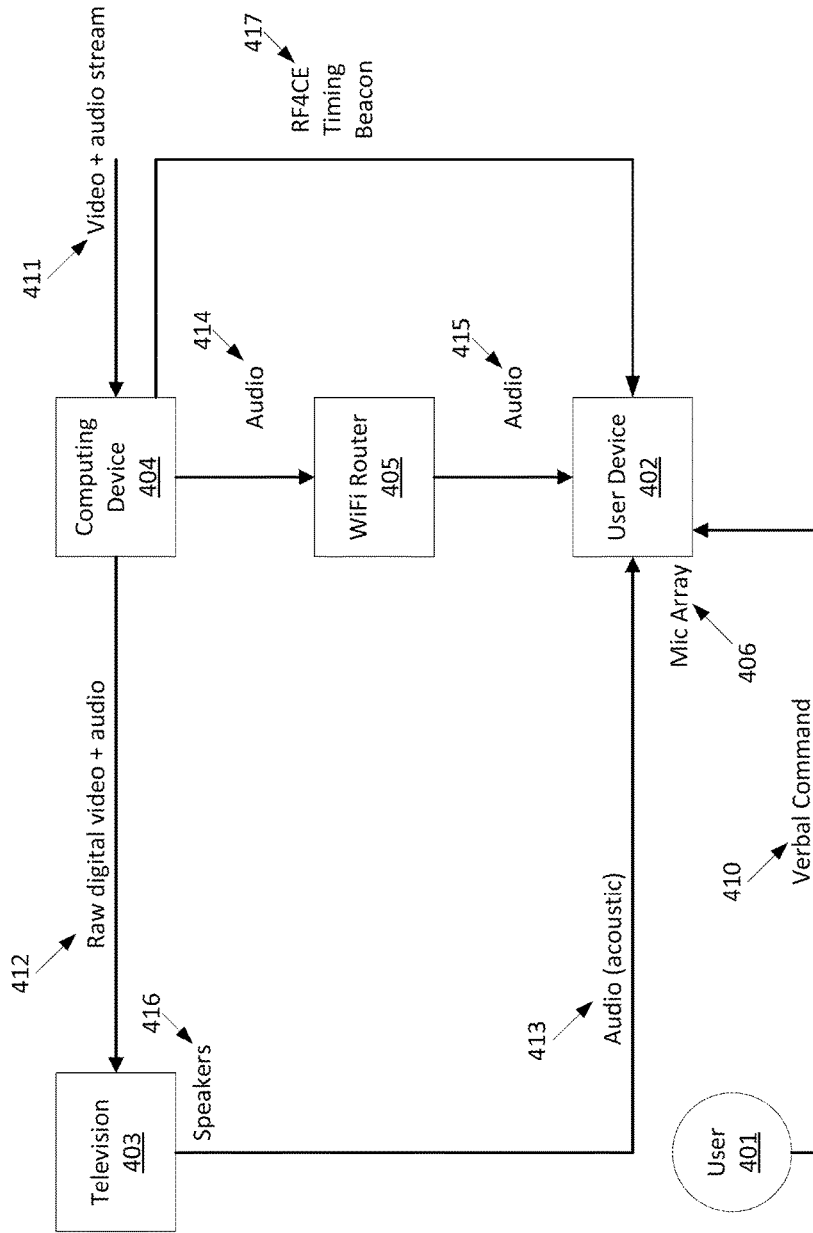 411
Video + audio stream
417
RF4CE
Timing
Beacon
Computing
Device
404
414
Audio
WiFi Router
405
415
Audio
User Device
402
Mic Array
406
412
Raw digital video + audio
Television
403
416
Speakers
413
Audio (acoustic)
410
Verbal Command
User
401